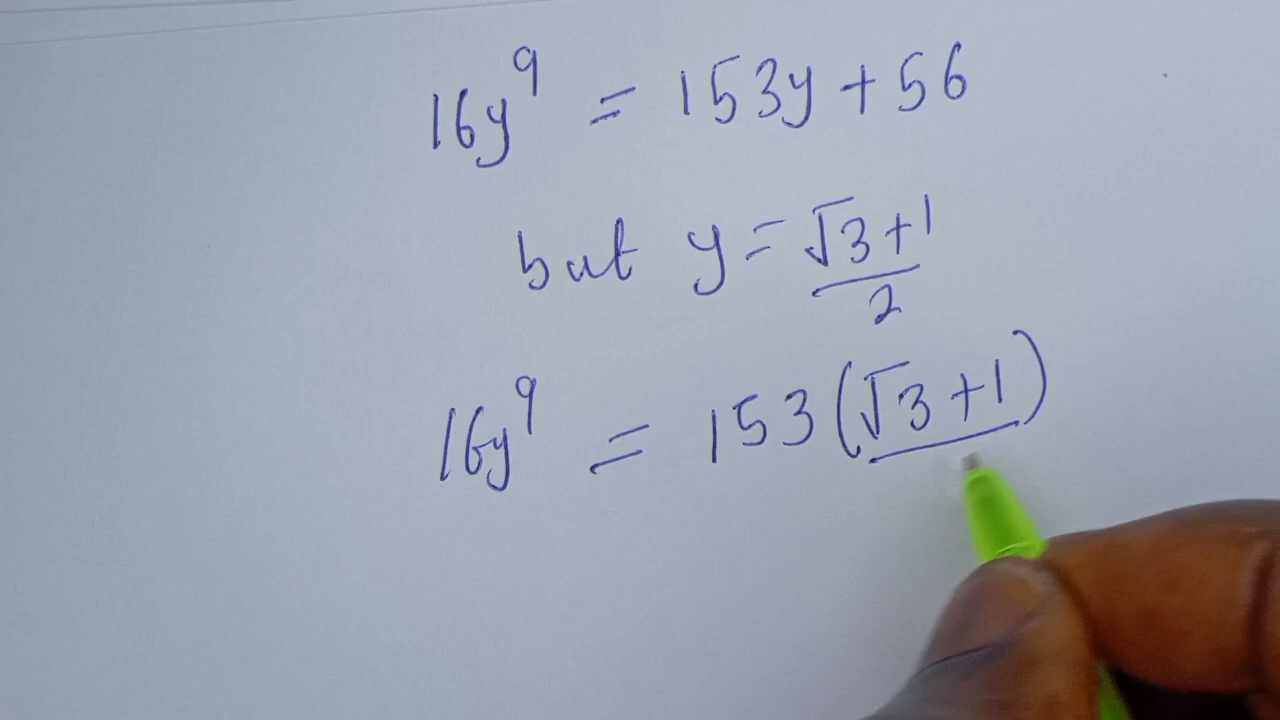 16y⁹ = 153y + 56
but y = (√3+1)/2
16y⁹ = 153(√3+1)